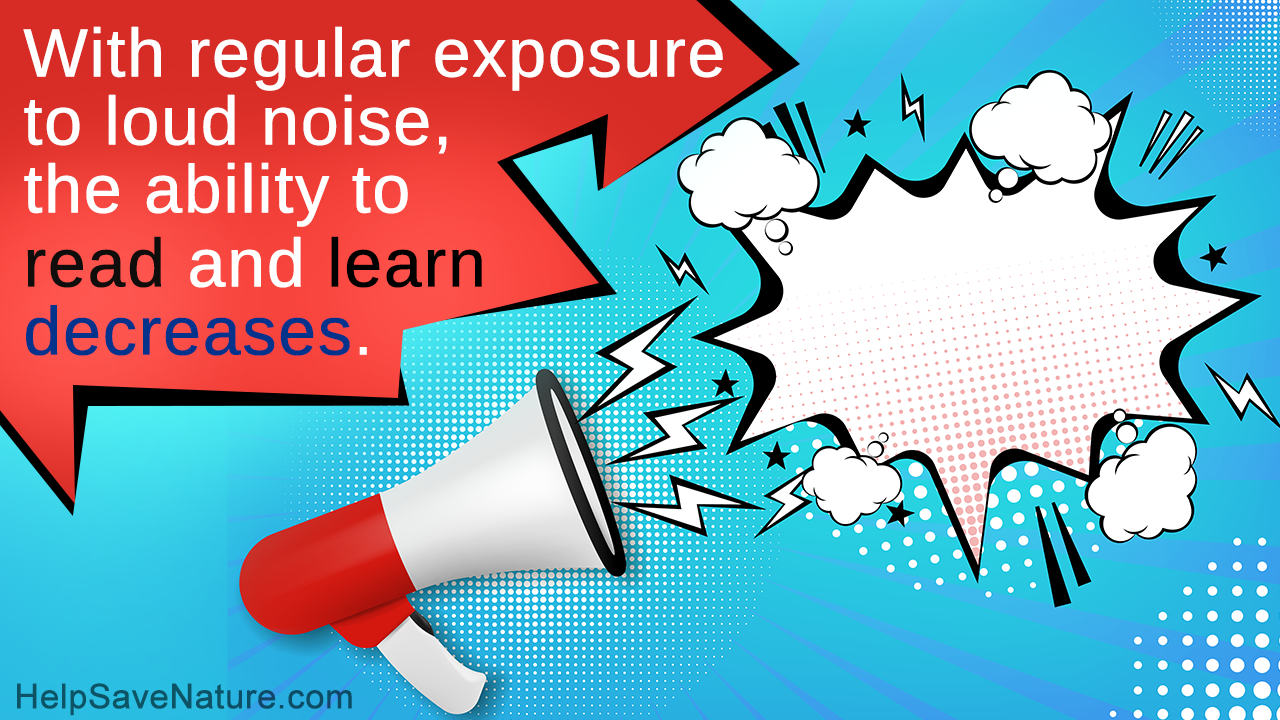 With regular exposure
to loud noise,
the ability to
read and learn
decreases.
HelpSaveNature.com